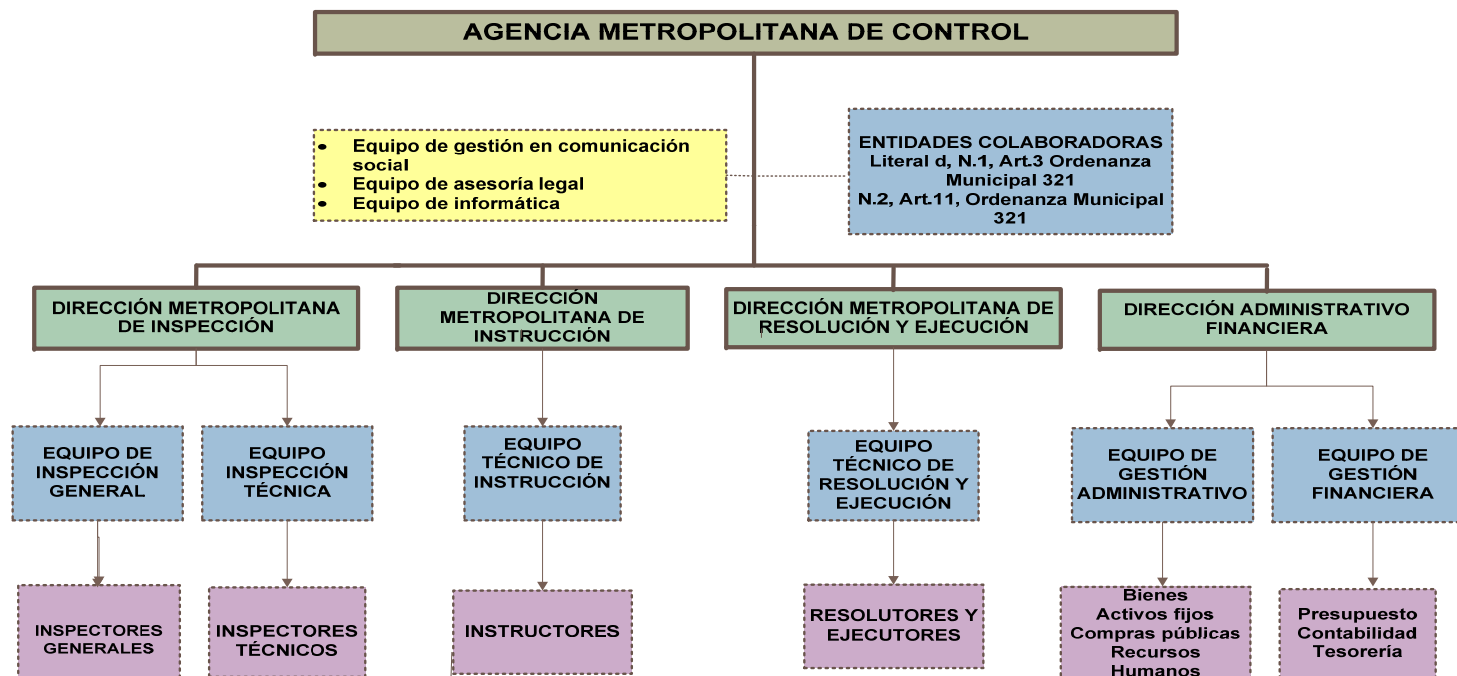 AGENCIA METROPOLITANA DE CONTROL
• Equipo de gestión en comunicación
social
• Equipo de asesoría legal
• Equipo de informática
ENTIDADES COLABORADORAS
Literal d, N.1, Art.3 Ordenanza
Municipal 321
N.2, Art.11, Ordenanza Municipal
321
DIRECCIÓN METROPOLITANA
DE INSPECCIÓN
DIRECCIÓN
METROPOLITANA DE
INSTRUCCIÓN
DIRECCIÓN METROPOLITANA DE
RESOLUCIÓN Y EJECUCIÓN
DIRECCIÓN ADMINISTRATIVO
FINANCIERA
EQUIPO DE
INSPECCIÓN
GENERAL
EQUIPO
INSPECCIÓN
TÉCNICA
EQUIPO
TÉCNICO DE
INSTRUCCIÓN
EQUIPO
TÉCNICO DE
RESOLUCIÓN Y
EJECUCIÓN
EQUIPO DE
GESTIÓN
ADMINISTRATIVO
EQUIPO DE
GESTIÓN
FINANCIERA
INSPECTORES
GENERALES
INSPECTORES
TÉCNICOS
INSTRUCTORES
RESOLUTORES Y
EJECUTORES
Bienes
Activos fijos
Compras públicas
Recursos
Humanos
Presupuesto
Contabilidad
Tesorería